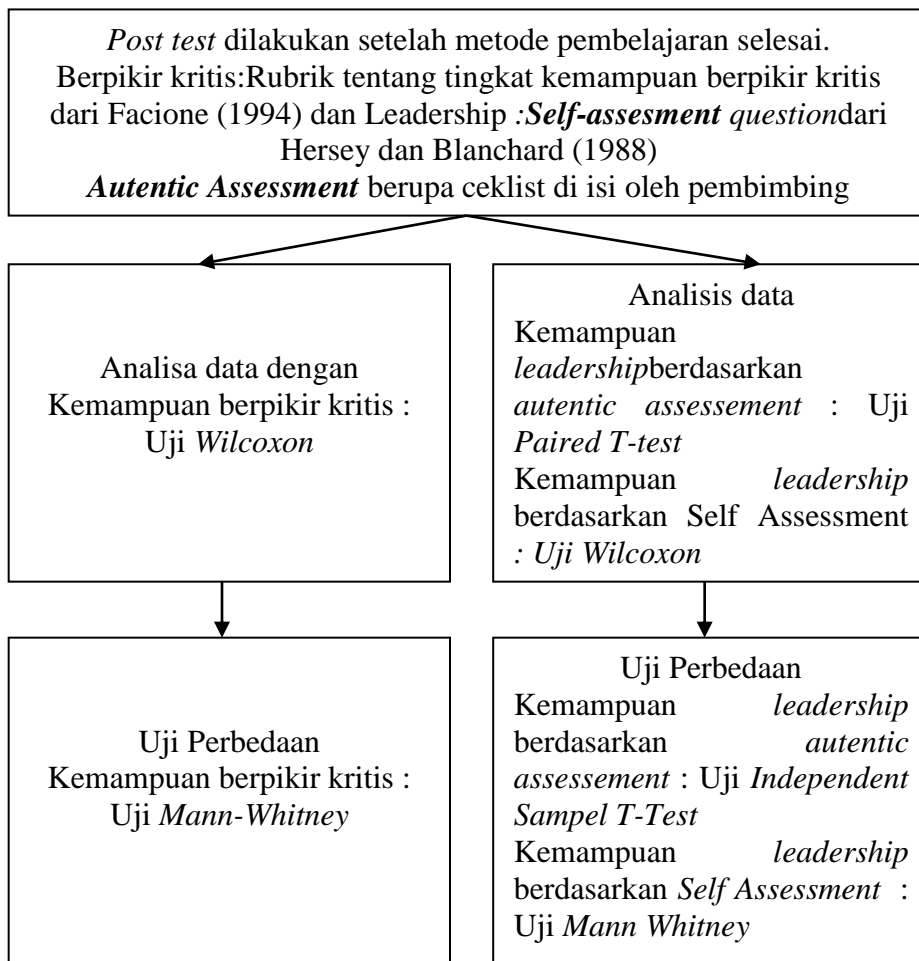 Post test dilakukan setelah metode pembelajaran selesai.
Berpikir kritis:Rubrik tentang tingkat kemampuan berpikir kritis
dari Facione (1994) dan Leadership :Self-assesment questiondari
Hersey dan Blanchard (1988)
Autentic Assessment berupa ceklist di isi oleh pembimbing
Analisa data dengan
Kemampuan berpikir kritis :
Uji Wilcoxon
Analisis data
Kemampuan
leadershipberdasarkan
autentic assessement : Uji
Paired T-test
Kemampuan leadership
berdasarkan Self Assessment
: Uji Wilcoxon
Uji Perbedaan
Kemampuan berpikir kritis :
Uji Mann-Whitney
Uji Perbedaan
Kemampuan leadership
berdasarkan autentic
assessement : Uji Independent
Sampel T-Test
Kemampuan leadership
berdasarkan Self Assessment :
Uji Mann Whitney